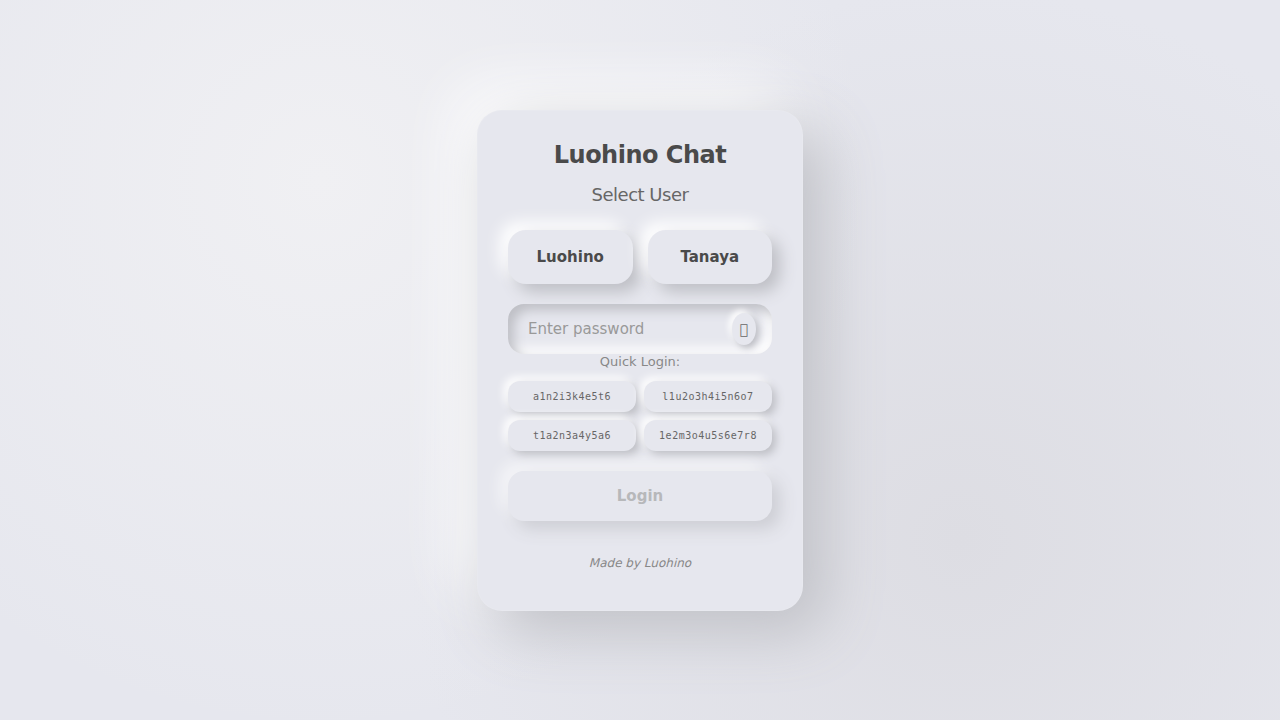 Luohino Chat
Select User
Luohino
Tanaya
Enter password
Quick Login:
a1n2i3k4e5t6
l1u2o3h4i5n6o7
t1a2n3a4y5a6
1e2m3o4u5s6e7r8
Login
Made by Luohino